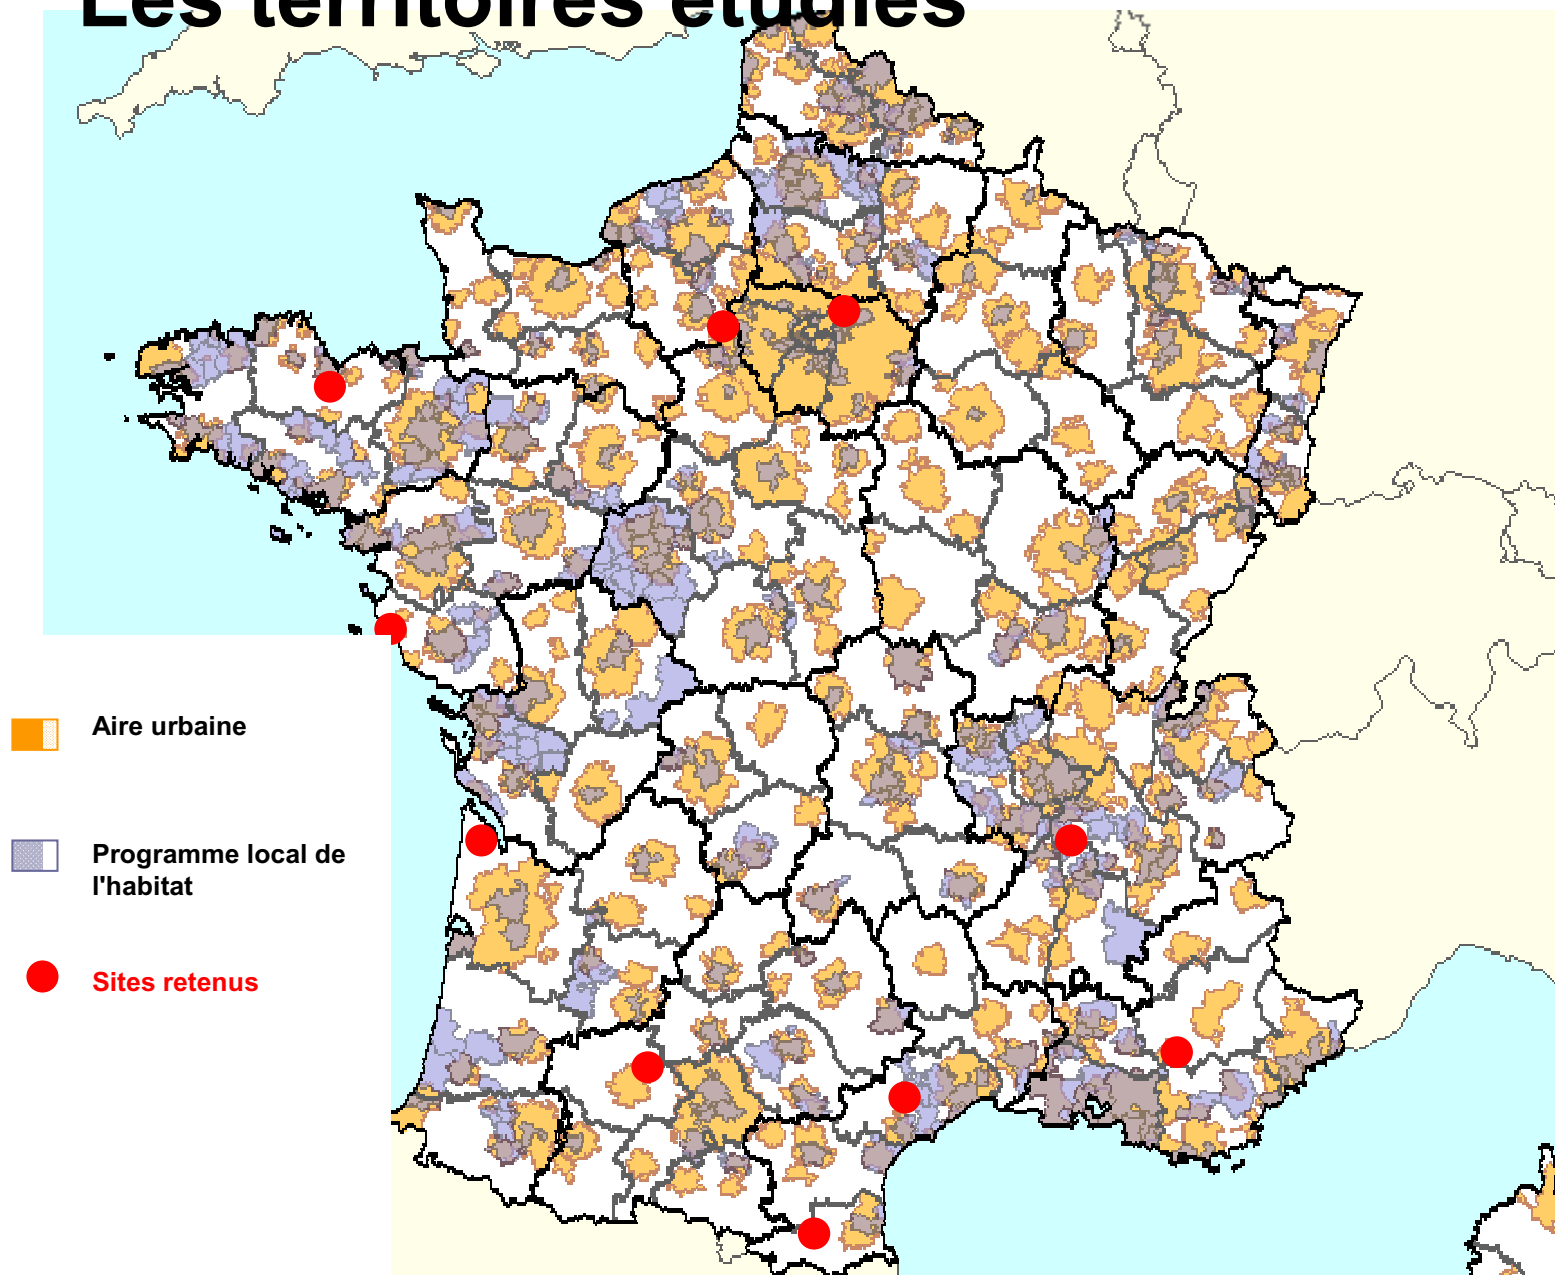 Les territoires étudiés
Aire urbaine
Programme local de
l'habitat
Sites retenus